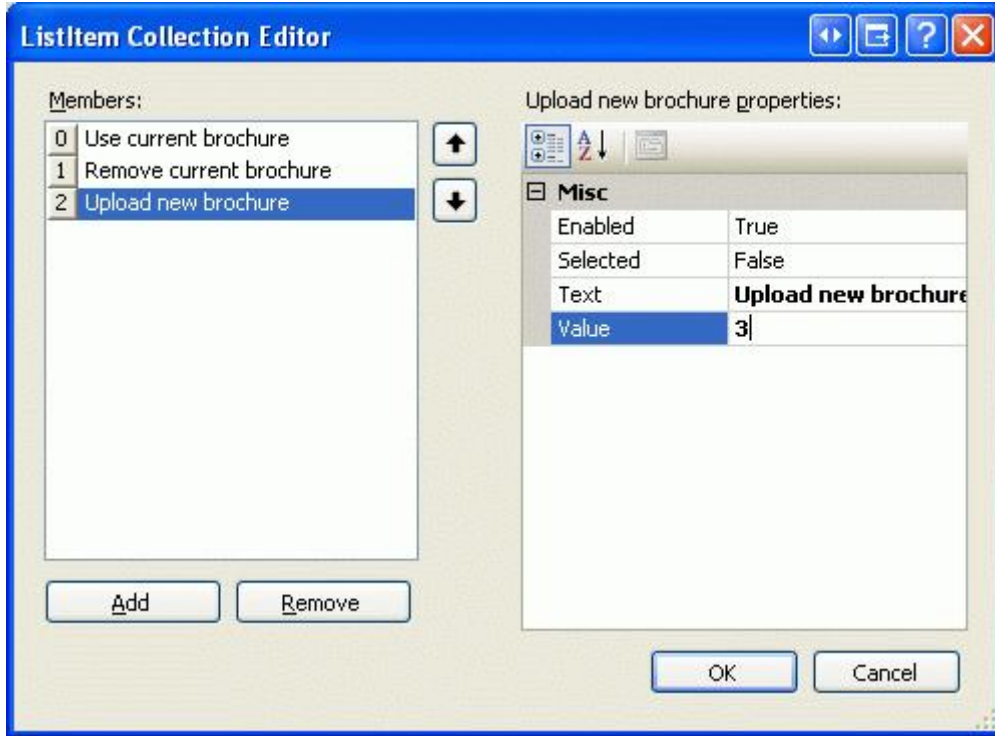 ListItem Collection Editor
Members:
0 Use current brochure
1 Remove current brochure
2 Upload new brochure
Add
Remove
Upload new brochure properties:
A
Z
Misc
Enabled True
Selected False
Text Upload new brochure
Value 3
OK
Cancel